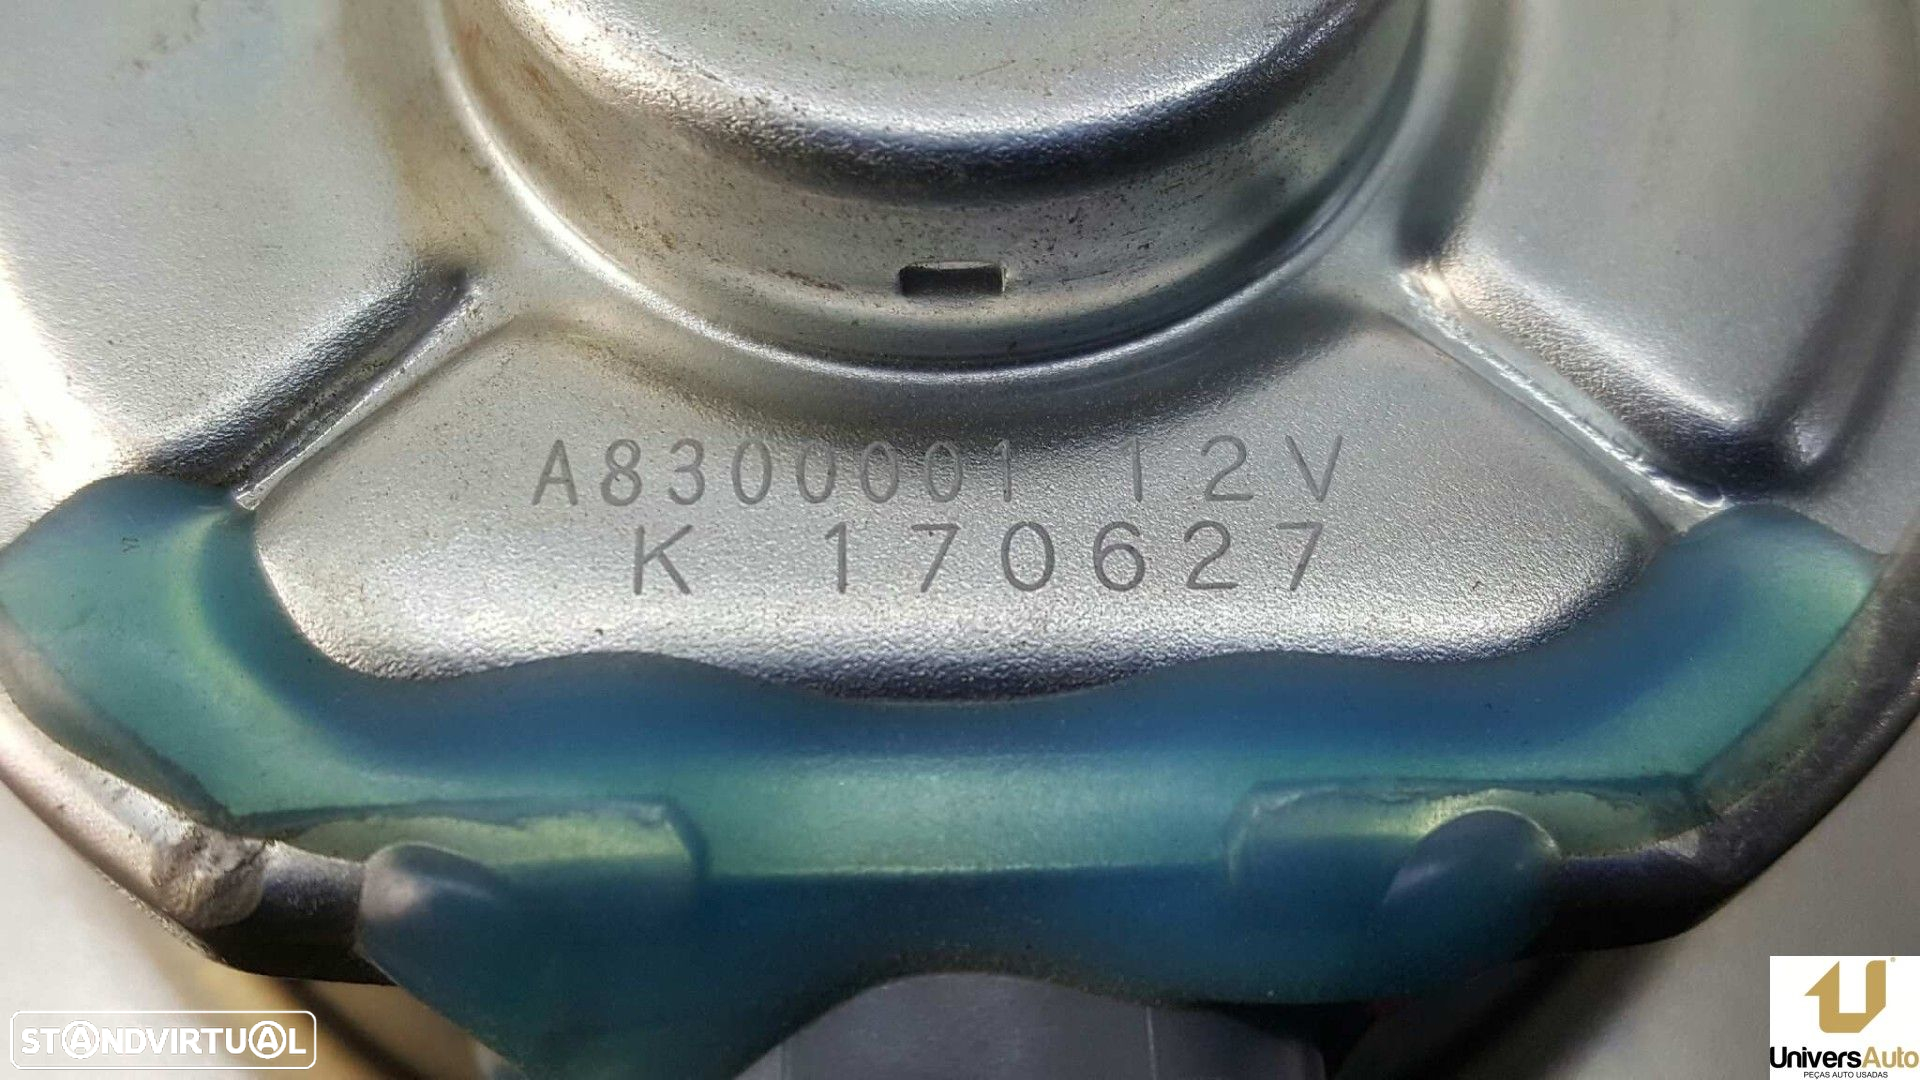 A8300001 12V
K 170627
STANDVIRTUAL
UniversAuto
PEÇAS AUTO USADAS